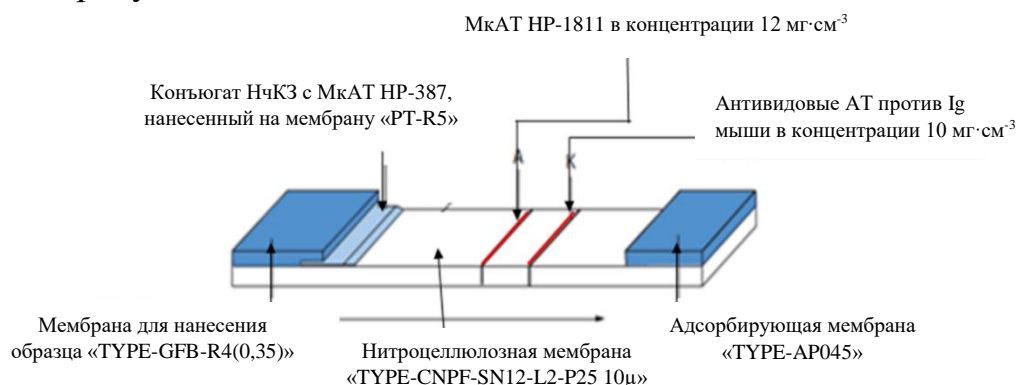 МкАТ HP-1811 в концентрации 12 мг·см-3
Конъюгат НчКЗ с МкАТ HP-387,
нанесенный на мембрану «PT-R5»
Антивидовые АТ против Ig
мыши в концентрации 10 мг·см-3
А
К
Мембрана для нанесения
образца «TYPE-GFB-R4(0,35)»
Нитроцеллюлозная мембрана
«TYPE-CNPF-SN12-L2-P25 10µ»
Адсорбирующая мембрана
«TYPE-AP045»